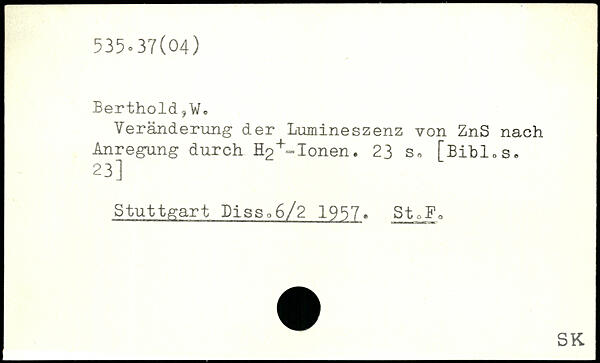 535.37(04)
Berthold,W.
Veränderung der Lumineszenz von ZnS nach
Anregung durch H2+-Ionen. 23 s. [Bibl.s.
23]
Stuttgart Diss.6/2 1957. St.F.
SK